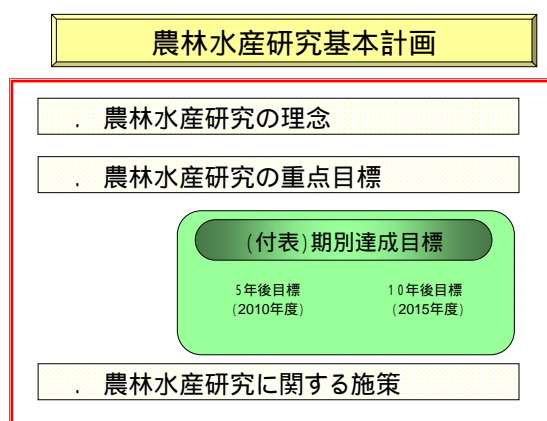 農林水産研究基本計画
. 農林水産研究の理念
. 農林水産研究の重点目標
(付表)期別達成目標
5年後目標 10年後目標
(2010年度) (2015年度)
. 農林水産研究に関する施策